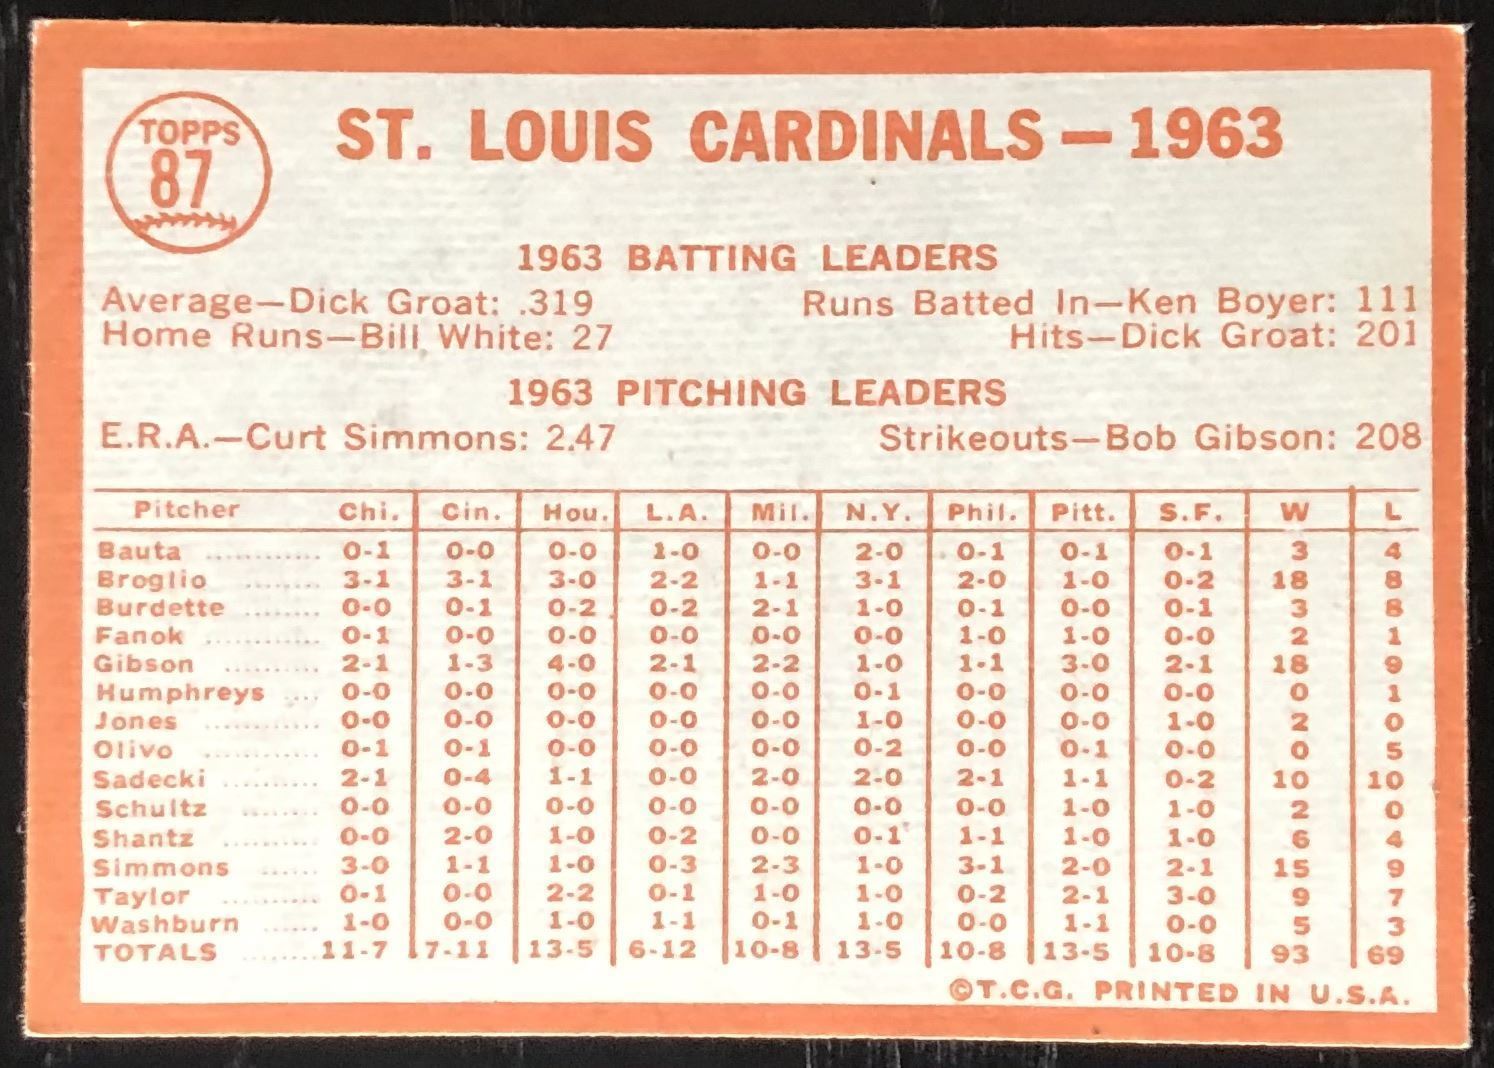 TOPPS
87
ST. LOUIS CARDINALS — 1963
1963 BATTING LEADERS
Average—Dick Groat: .319 Runs Batted In—Ken Boyer: 111
Home Runs—Bill White: 27 Hits—Dick Groat: 201
1963 PITCHING LEADERS
E.R.A.—Curt Simmons: 2.47 Strikeouts—Bob Gibson: 208
Pitcher Chi. Cin. Hou. L.A. Mil. N.Y. Phil. Pitt. S.F. W L
Bauta ............ 0-1 0-0 0-0 1-0 0-0 2-0 0-1 0-1 0-1 3 4
Broglio ........ 3-1 3-1 3-0 2-2 1-1 3-1 2-0 1-0 0-2 18 8
Burdette ........ 0-0 0-1 0-2 0-2 2-1 1-0 0-1 0-0 0-1 3 8
Fanok ............ 0-1 0-0 0-0 0-0 0-0 0-0 1-0 1-0 0-0 2 1
Gibson .......... 2-1 1-3 4-0 2-1 2-2 1-0 1-1 3-0 2-1 18 9
Humphreys .... 0-0 0-0 0-0 0-0 0-0 0-1 0-0 0-0 0-0 0 1
Jones ............ 0-0 0-0 0-0 0-0 0-0 1-0 0-0 0-0 1-0 2 0
Olivo ............ 0-1 0-1 0-0 0-0 0-0 0-2 0-0 0-1 0-0 0 5
Sadecki .......... 2-1 0-4 1-1 0-0 2-0 2-0 2-1 1-1 0-2 10 10
Schultz ........ 0-0 0-0 0-0 0-0 0-0 0-0 0-0 1-0 1-0 2 0
Shantz .......... 0-0 2-0 1-0 0-2 0-0 0-1 1-1 1-0 1-0 6 4
Simmons ...... 3-0 1-1 1-0 0-3 2-3 1-0 3-1 2-0 2-1 15 9
Taylor .......... 0-1 0-0 2-2 0-1 1-0 1-0 0-2 2-1 3-0 9 7
Washburn ...... 1-0 0-0 1-0 1-1 0-1 1-0 0-0 1-1 0-0 5 3
TOTALS ........ 11-7 7-11 13-5 6-12 10-8 13-5 10-8 13-5 10-8 93 69
©T.C.G. PRINTED IN U.S.A.